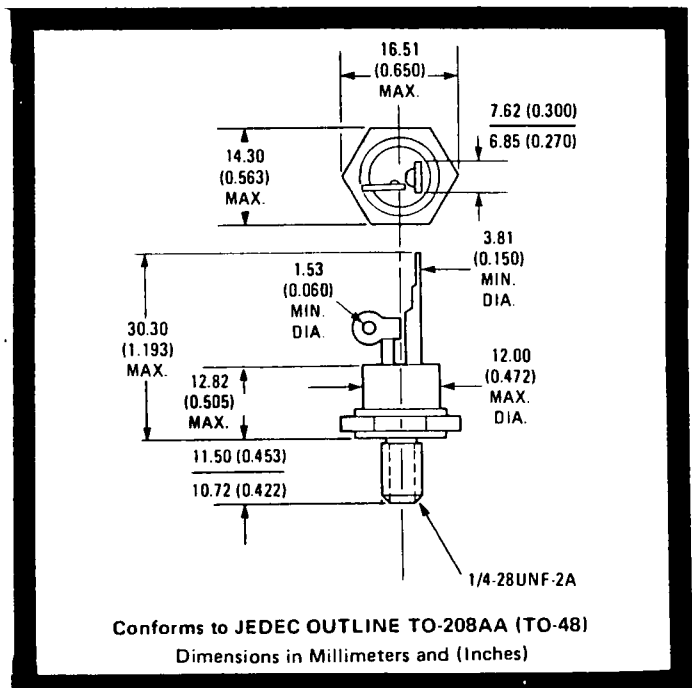 16.51
(0.650)
MAX.
7.62 (0.300)
6.85 (0.270)
14.30
(0.563)
MAX.
3.81
(0.150)
MIN.
DIA.
1.53
(0.060)
MIN.
DIA.
30.30
(1.193)
MAX.
12.82
(0.505)
MAX.
12.00
(0.472)
MAX.
DIA.
11.50 (0.453)
10.72 (0.422)
1/4-28UNF-2A
Conforms to JEDEC OUTLINE TO-208AA (TO-48)
Dimensions in Millimeters and (Inches)